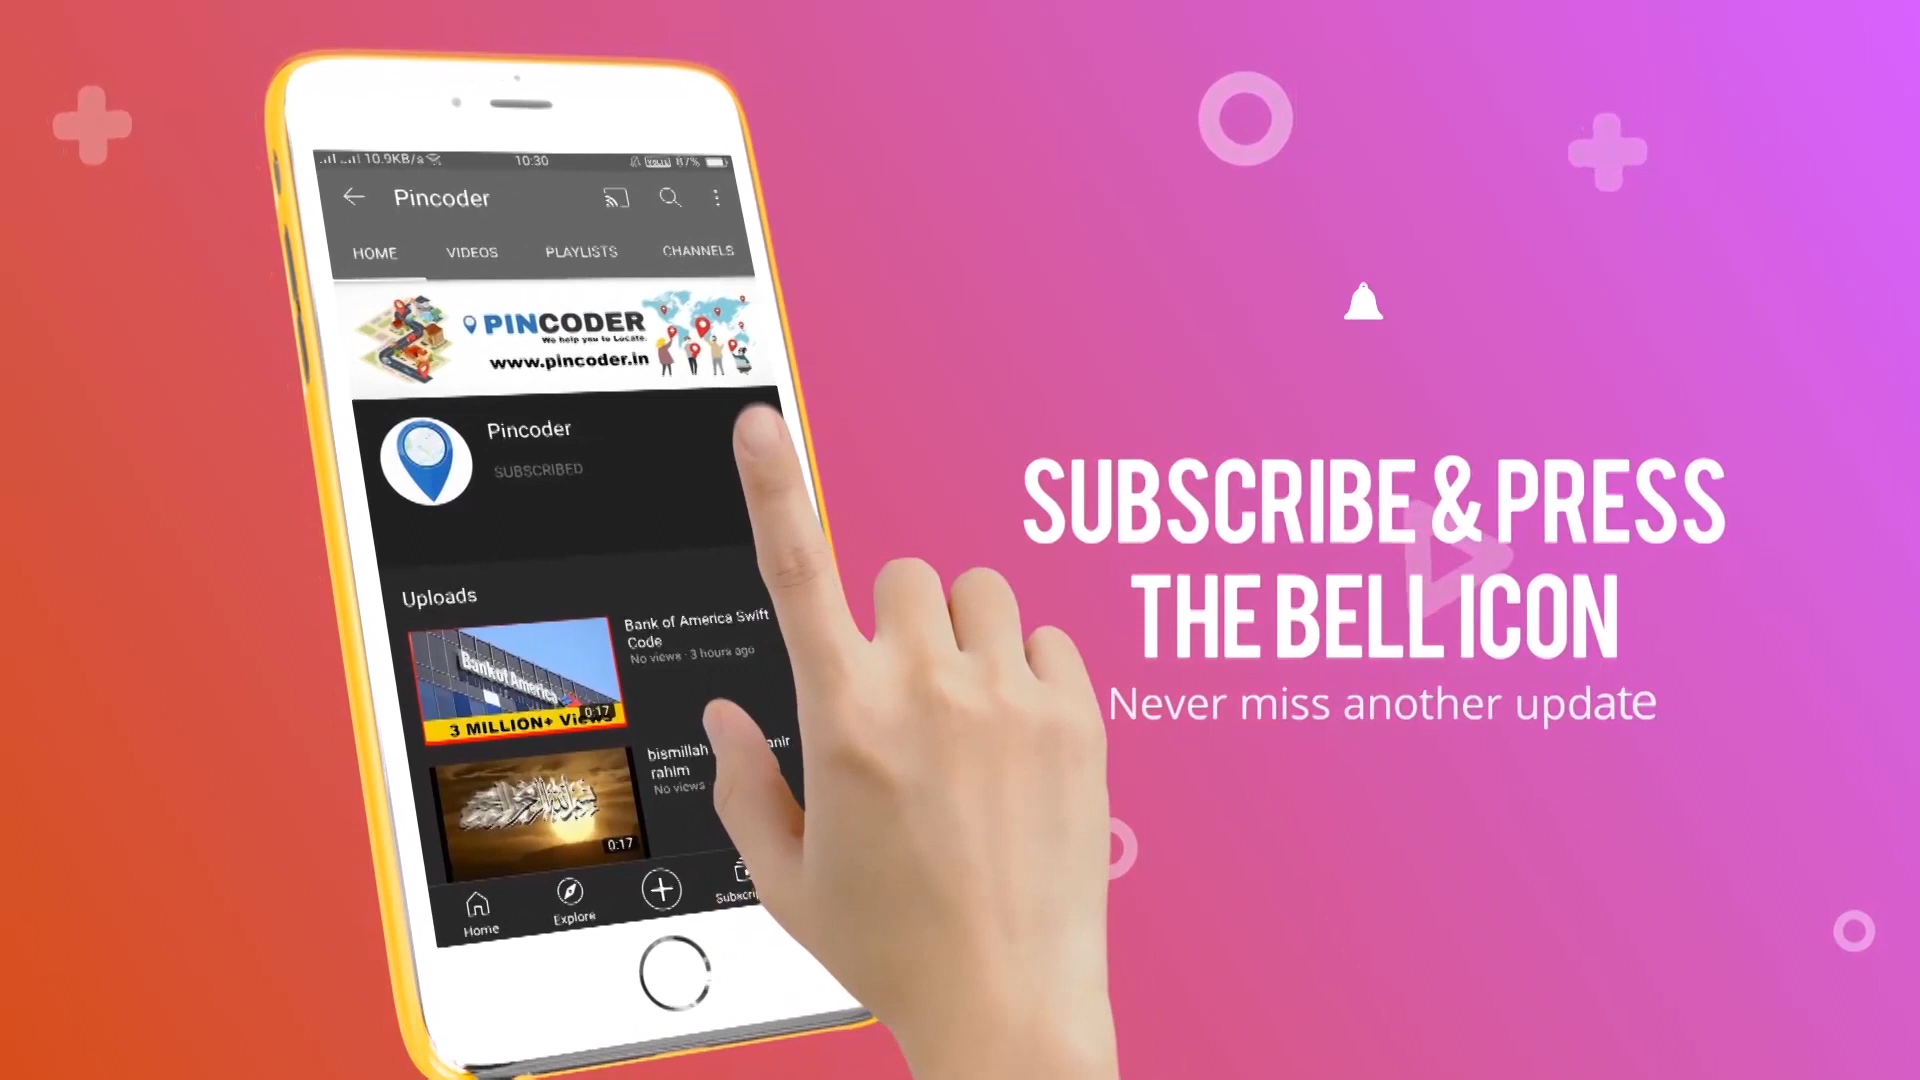 10.9KB/s
10:30
VoLTE
87%
Pincoder
HOME VIDEOS PLAYLISTS CHANNELS
PINCODER
We help you to Locate.
www.pincoder.in
Pincoder
SUBSCRIBED
Uploads
Bank of America
3 MILLION+ Views
0:17
Bank of America Swift
Code
No views · 3 hours ago
0:17
bismillah
rahim
No views ·
Home
Explore
SUBSCRIBE & PRESS
THE BELL ICON
Never miss another update